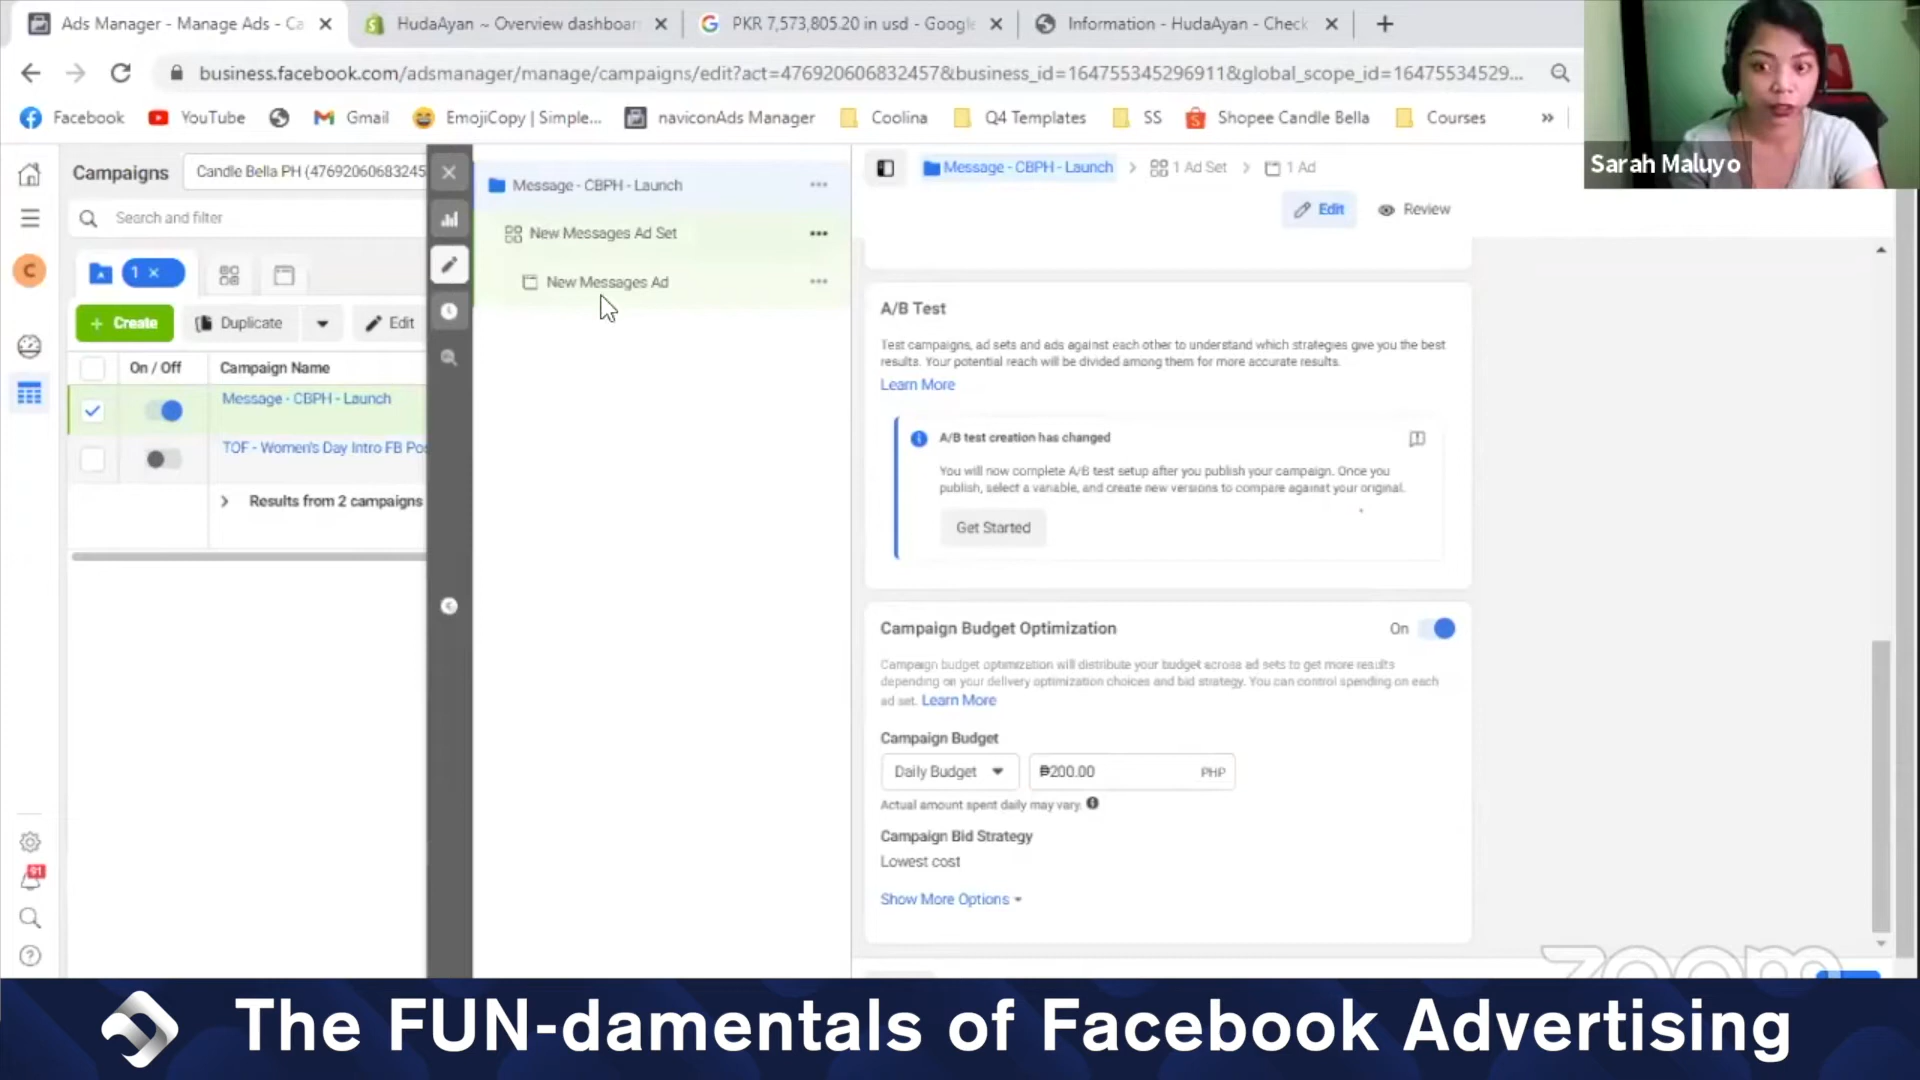 Ads Manager - Manage Ads - Ca
HudaAyan ~ Overview dashboar
PKR 7,573,805.20 in usd - Google
Information - HudaAyan - Check
business.facebook.com/adsmanager/manage/campaigns/edit?act=476920606832457&business_id=164755345296911&global_scope_id=16475534529...
Facebook
YouTube
Gmail
EmojiCopy | Simple...
naviconAds Manager
Coolina
Q4 Templates
SS
Shopee Candle Bella
Courses
»
Sarah Maluyo
Campaigns
Candle Bella PH (47692060683245
Search and filter
C
1 ×
+ Create
Duplicate
Edit
On / Off
Campaign Name
Message - CBPH - Launch
TOF - Women's Day Intro FB Pos
Results from 2 campaigns
91
Message - CBPH - Launch
New Messages Ad Set
New Messages Ad
Message - CBPH - Launch
1 Ad Set
1 Ad
Edit
Review
A/B Test
Test campaigns, ad sets and ads against each other to understand which strategies give you the best
results. Your potential reach will be divided among them for more accurate results.
Learn More
A/B test creation has changed
You will now complete A/B test setup after you publish your campaign. Once you
publish, select a variable, and create new versions to compare against your original.
Get Started
Campaign Budget Optimization
On
Campaign budget optimization will distribute your budget across ad sets to get more results
depending on your delivery optimization choices and bid strategy. You can control spending on each
ad set. Learn More
Campaign Budget
Daily Budget
₱200.00
PHP
Actual amount spent daily may vary.
Campaign Bid Strategy
Lowest cost
Show More Options
zoom
The FUN-damentals of Facebook Advertising